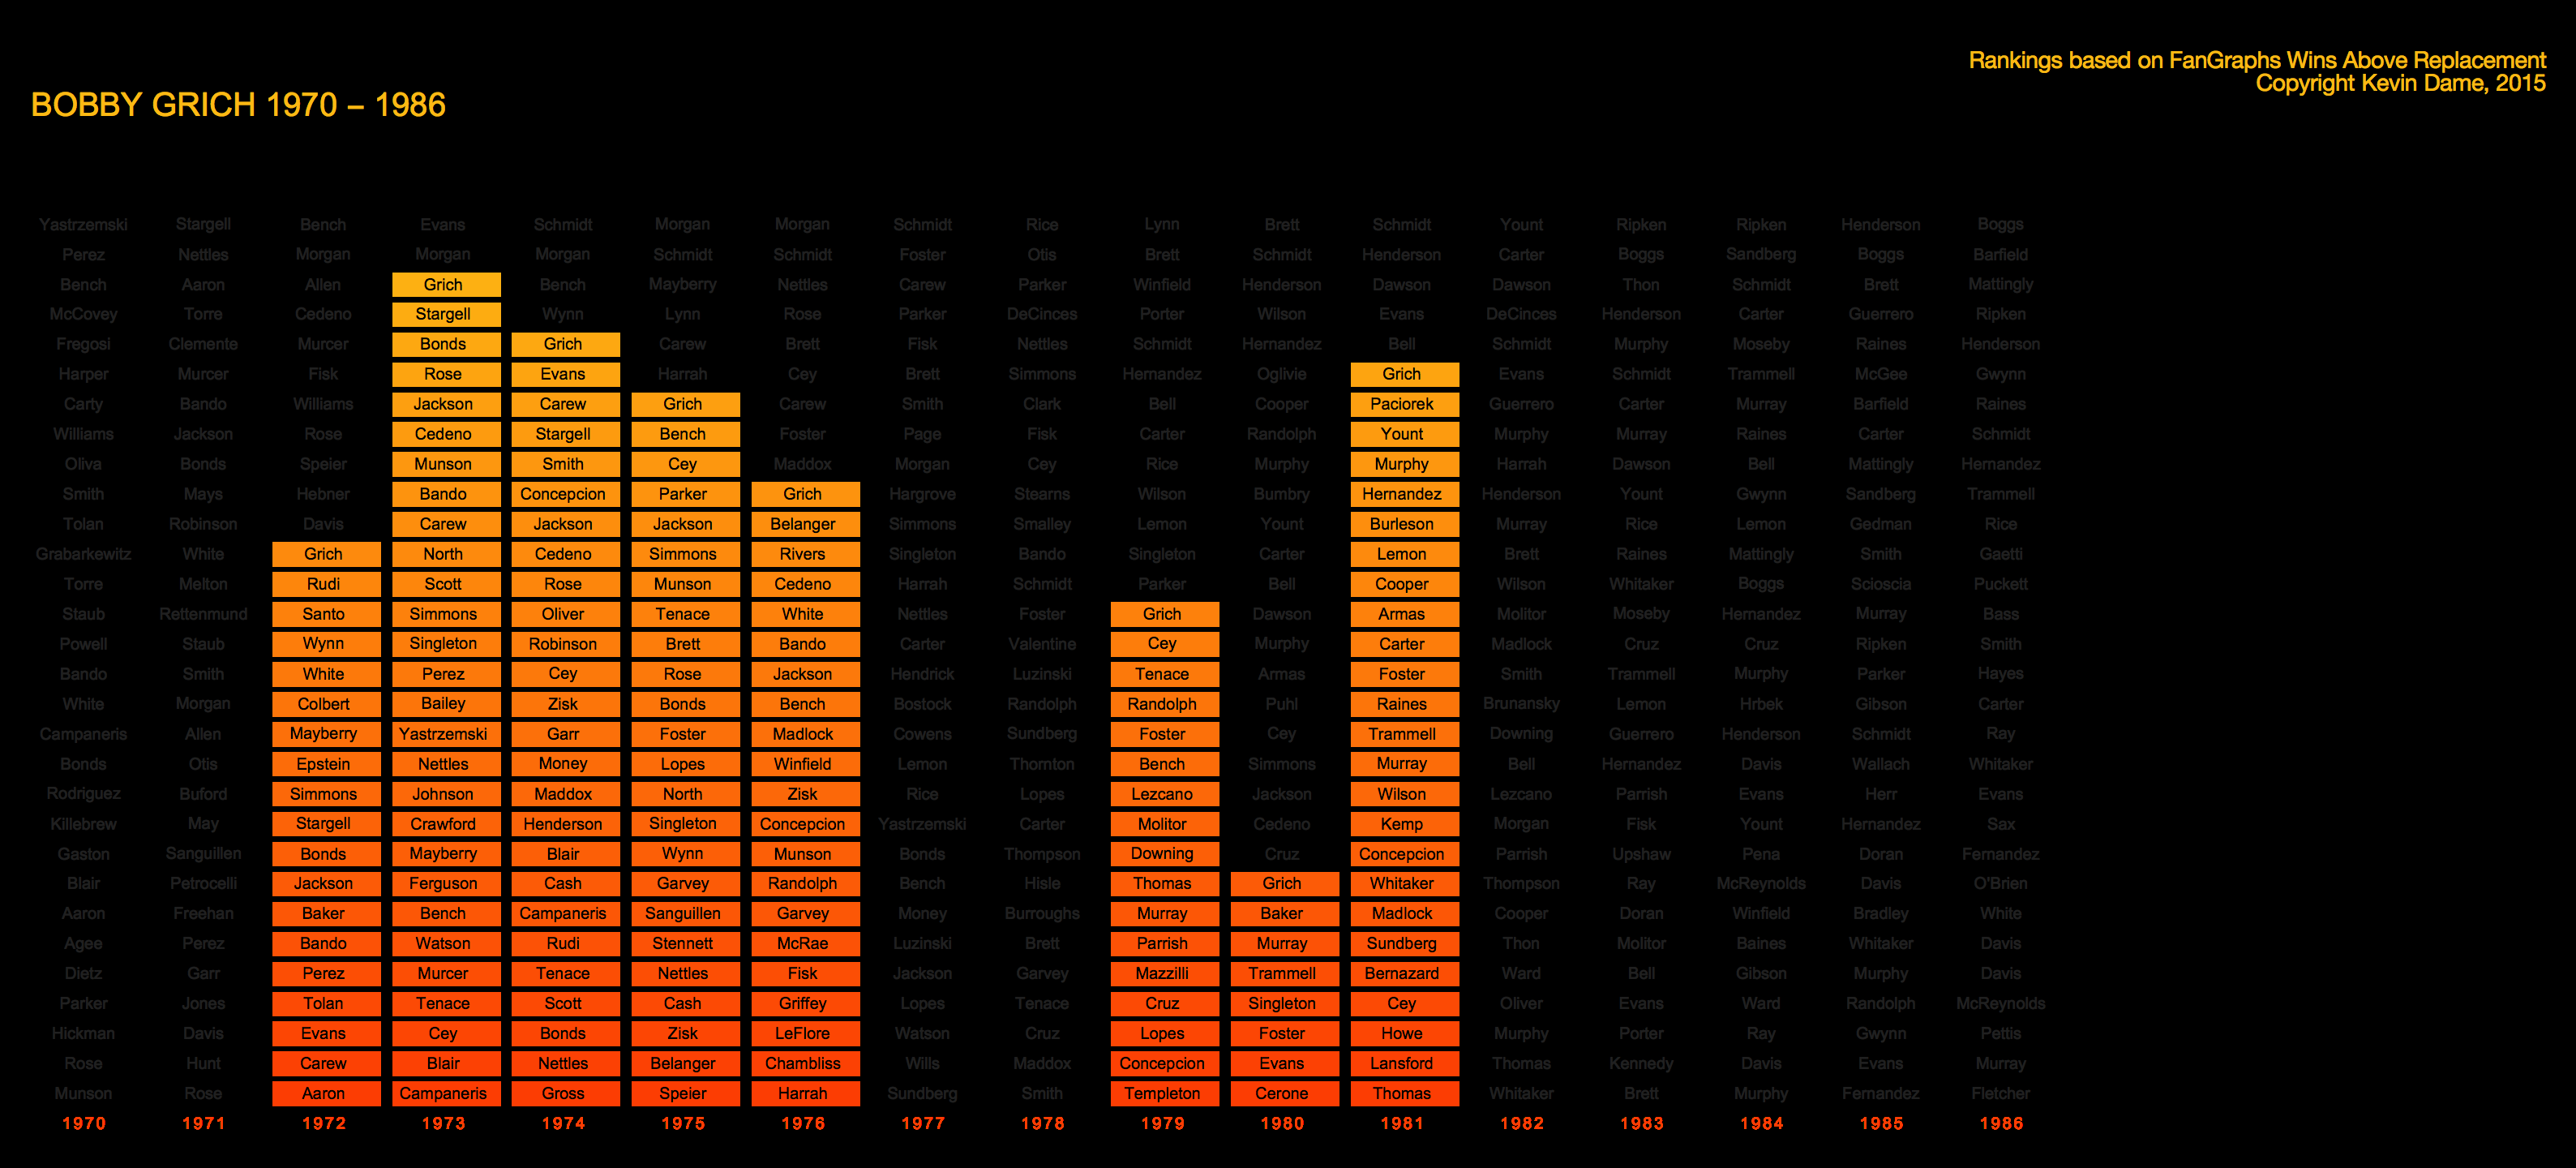 Rankings based on FanGraphs Wins Above Replacement
Copyright Kevin Dame, 2015
BOBBY GRICH 1970 – 1986
Yastrzemski Stargell Bench Evans Schmidt Morgan Morgan Schmidt Rice Lynn Brett Schmidt Yount Ripken Ripken Henderson Boggs
Perez Nettles Morgan Morgan Morgan Schmidt Schmidt Foster Otis Brett Schmidt Henderson Carter Boggs Sandberg Boggs Barfield
Bench Aaron Allen Grich Bench Mayberry Nettles Carew Parker Winfield Henderson Dawson Dawson Thon Schmidt Brett Mattingly
McCovey Torre Cedeno Stargell Wynn Lynn Rose Parker DeCinces Porter Wilson Evans DeCinces Henderson Carter Guerrero Ripken
Fregosi Clemente Murcer Bonds Grich Carew Brett Fisk Nettles Schmidt Hernandez Bell Schmidt Murphy Moseby Raines Henderson
Harper Murcer Fisk Rose Evans Harrah Cey Brett Simmons Hernandez Oglivie Grich Evans Schmidt Trammell McGee Gwynn
Carty Bando Williams Jackson Carew Grich Carew Smith Clark Bell Cooper Paciorek Guerrero Carter Murray Barfield Raines
Williams Jackson Rose Cedeno Stargell Bench Foster Page Fisk Carter Randolph Yount Murphy Murray Raines Carter Schmidt
Oliva Bonds Speier Munson Smith Cey Maddox Morgan Cey Rice Murphy Murphy Harrah Dawson Bell Mattingly Hernandez
Smith Mays Hebner Bando Concepcion Parker Grich Hargrove Stearns Wilson Bumbry Hernandez Henderson Yount Gwynn Sandberg Trammell
Tolan Robinson Davis Carew Jackson Jackson Belanger Simmons Smalley Lemon Yount Burleson Murray Rice Lemon Gedman Rice
Grabarkewitz White Grich North Cedeno Simmons Rivers Singleton Bando Singleton Carter Lemon Brett Raines Mattingly Smith Gaetti
Torre Melton Rudi Scott Rose Munson Cedeno Harrah Schmidt Parker Bell Cooper Wilson Whitaker Boggs Scioscia Puckett
Staub Rettenmund Santo Simmons Oliver Tenace White Nettles Foster Grich Dawson Armas Molitor Moseby Hernandez Murray Bass
Powell Staub Wynn Singleton Robinson Brett Bando Carter Valentine Cey Murphy Carter Madlock Cruz Cruz Ripken Smith
Bando Smith White Perez Cey Rose Jackson Hendrick Luzinski Tenace Armas Foster Smith Trammell Murphy Parker Hayes
White Morgan Colbert Bailey Zisk Bonds Bench Bostock Randolph Randolph Puhl Raines Brunansky Lemon Hrbek Gibson Carter
Campaneris Allen Mayberry Yastrzemski Garr Foster Madlock Cowens Sundberg Foster Cey Trammell Downing Guerrero Henderson Schmidt Ray
Bonds Otis Epstein Nettles Money Lopes Winfield Lemon Thornton Bench Simmons Murray Bell Hernandez Davis Wallach Whitaker
Rodriguez Buford Simmons Johnson Maddox North Zisk Rice Lopes Lezcano Jackson Wilson Lezcano Parrish Evans Herr Evans
Killebrew May Stargell Crawford Henderson Singleton Concepcion Yastrzemski Carter Molitor Cedeno Kemp Morgan Fisk Yount Hernandez Sax
Gaston Sanguillen Bonds Mayberry Blair Wynn Munson Bonds Thompson Downing Cruz Concepcion Parrish Upshaw Pena Doran Fernandez
Blair Petrocelli Jackson Ferguson Cash Garvey Randolph Bench Hisle Thomas Grich Whitaker Thompson Ray McReynolds Davis O'Brien
Aaron Freehan Baker Bench Campaneris Sanguillen Garvey Money Burroughs Murray Baker Madlock Cooper Doran Winfield Bradley White
Agee Perez Bando Watson Rudi Stennett McRae Luzinski Brett Parrish Murray Sundberg Thon Molitor Baines Whitaker Davis
Dietz Garr Perez Murcer Tenace Nettles Fisk Jackson Garvey Mazzilli Trammell Bernazard Ward Bell Gibson Murphy Davis
Parker Jones Tolan Tenace Scott Cash Griffey Lopes Tenace Cruz Singleton Cey Oliver Evans Ward Randolph McReynolds
Hickman Davis Evans Cey Bonds Zisk LeFlore Watson Cruz Lopes Foster Howe Murphy Porter Ray Gwynn Pettis
Rose Hunt Carew Blair Nettles Belanger Chambliss Wills Maddox Concepcion Evans Lansford Thomas Kennedy Davis Evans Murray
Munson Rose Aaron Campaneris Gross Speier Harrah Sundberg Smith Templeton Cerone Thomas Whitaker Brett Murphy Fernandez Fletcher
1970 1971 1972 1973 1974 1975 1976 1977 1978 1979 1980 1981 1982 1983 1984 1985 1986